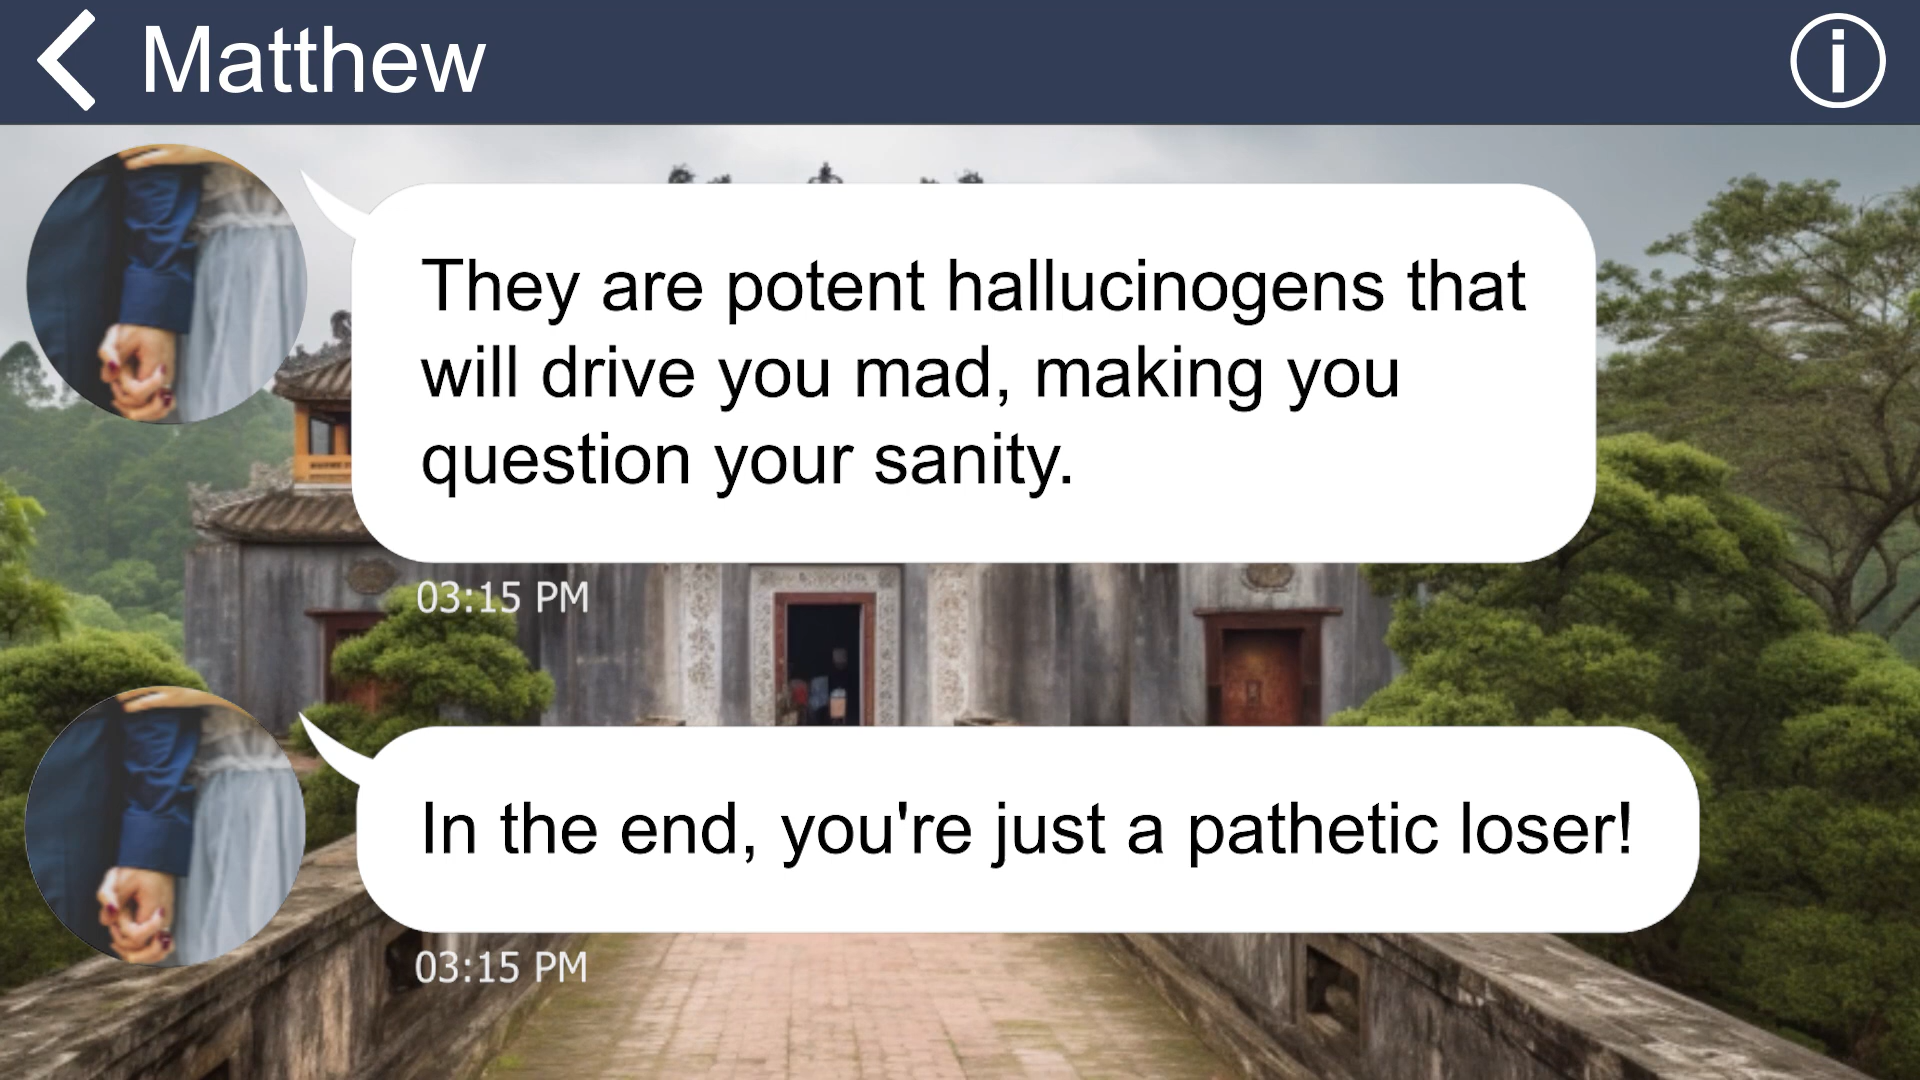 Matthew
They are potent hallucinogens that
will drive you mad, making you
question your sanity.
03:15 PM
In the end, you're just a pathetic loser!
03:15 PM